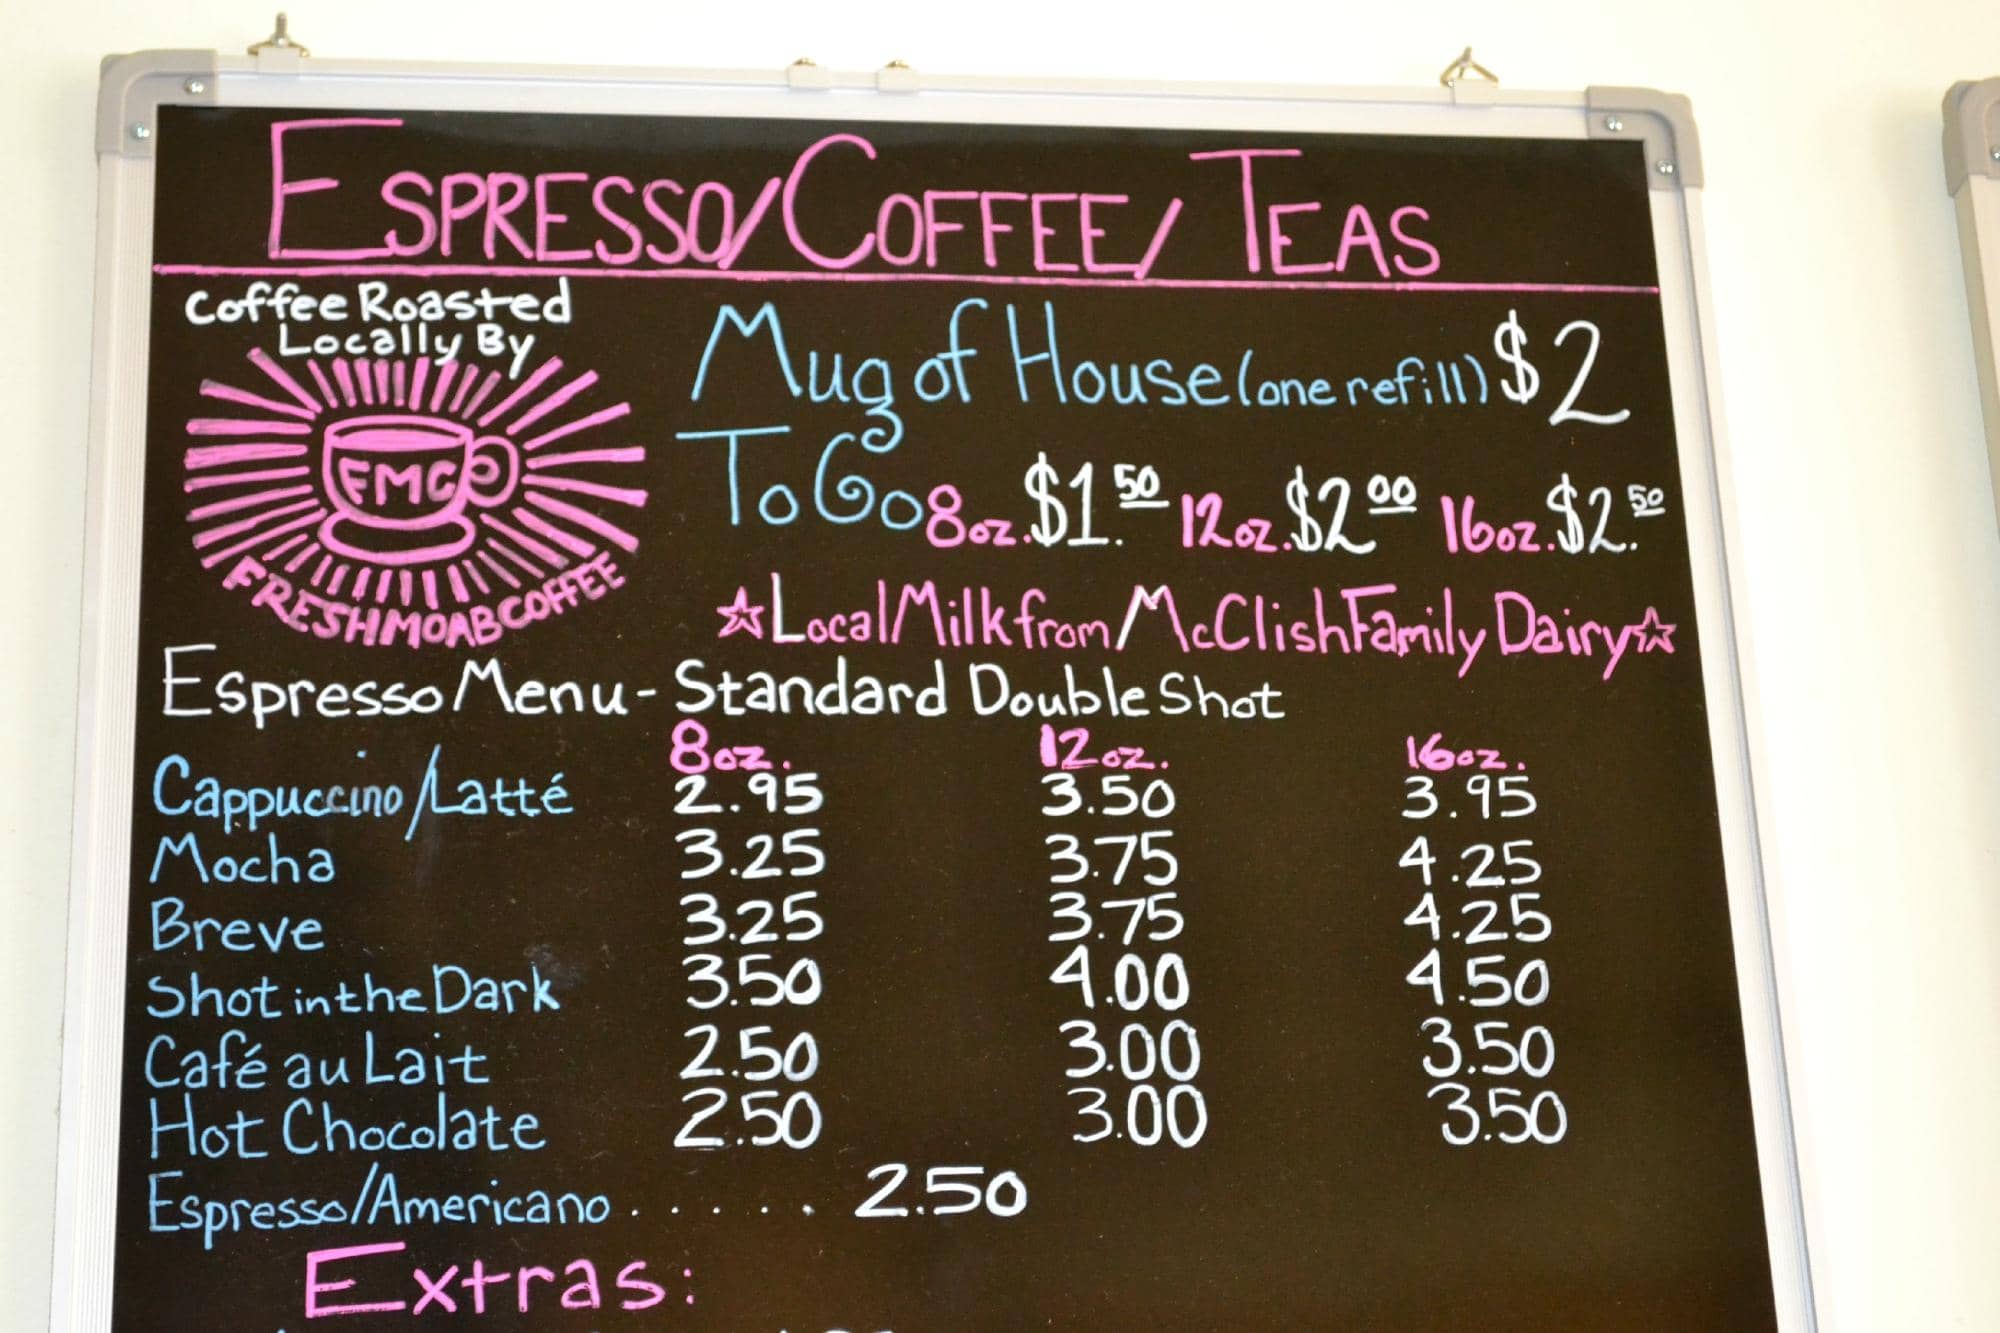 ESPRESSO/COFFEE/TEAS
Coffee Roasted
Locally By
FMC
FRESHMOABCOFFEE
Mug of House (one refill) $2
To Go 8oz. $1.50 12oz. $2.00 16oz. $2.50
☆Local Milk from McClish Family Dairy☆
Espresso Menu - Standard Double Shot
8oz. 12oz. 16oz.
Cappuccino/Latté 2.95 3.50 3.95
Mocha 3.25 3.75 4.25
Breve 3.25 3.75 4.25
Shot in the Dark 3.50 4.00 4.50
Café au Lait 2.50 3.00 3.50
Hot Chocolate 2.50 3.00 3.50
Espresso/Americano ...... 2.50
Extras: